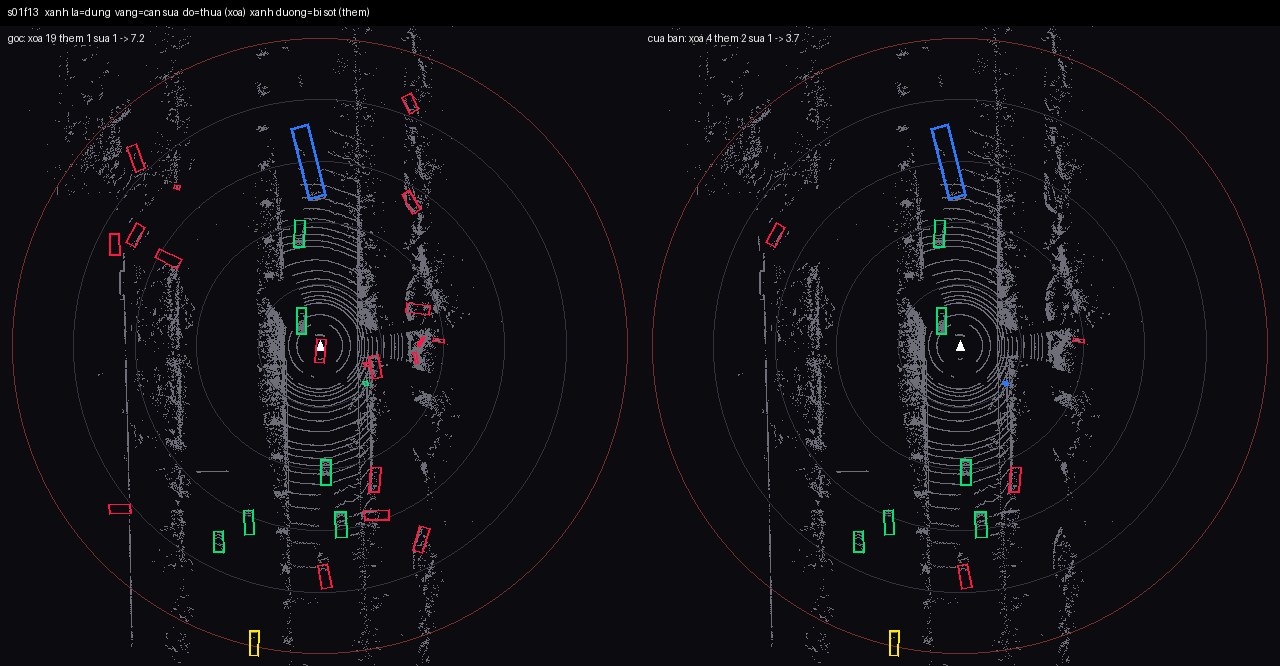 s01f13 xanh la=dung vang=can sua do=thua (xoa) xanh duong=bi sot (them)
goc: xoa 19 them 1 sua 1 -> 7.2
cua ban: xoa 4 them 2 sua 1 -> 3.7